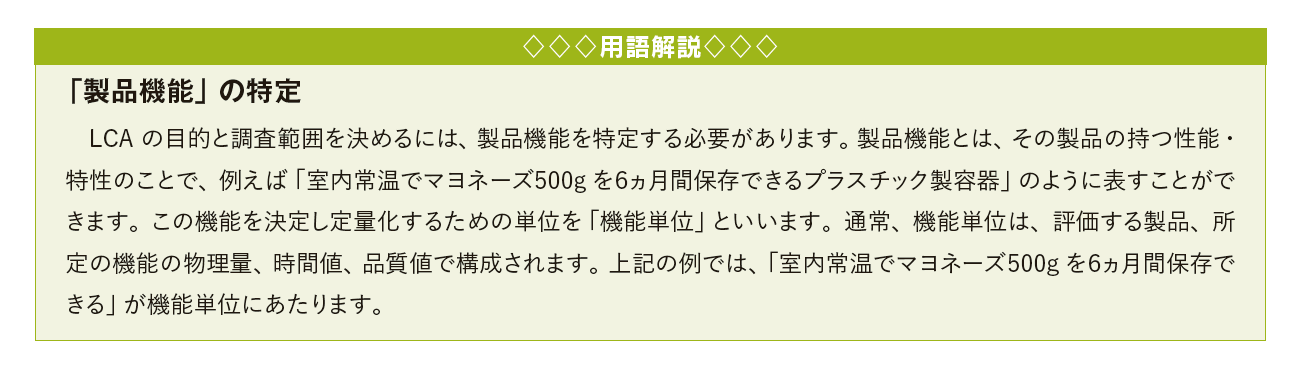 ◇◇◇用語解説◇◇◇
「製品機能」の特定
　LCA の目的と調査範囲を決めるには、製品機能を特定する必要があります。製品機能とは、その製品の持つ性能・
特性のことで、例えば「室内常温でマヨネーズ500g を6ヵ月間保存できるプラスチック製容器」のように表すことがで
きます。この機能を決定し定量化するための単位を「機能単位」といいます。通常、機能単位は、評価する製品、所
定の機能の物理量、時間値、品質値で構成されます。上記の例では、「室内常温でマヨネーズ500g を6ヵ月間保存で
きる」が機能単位にあたります。